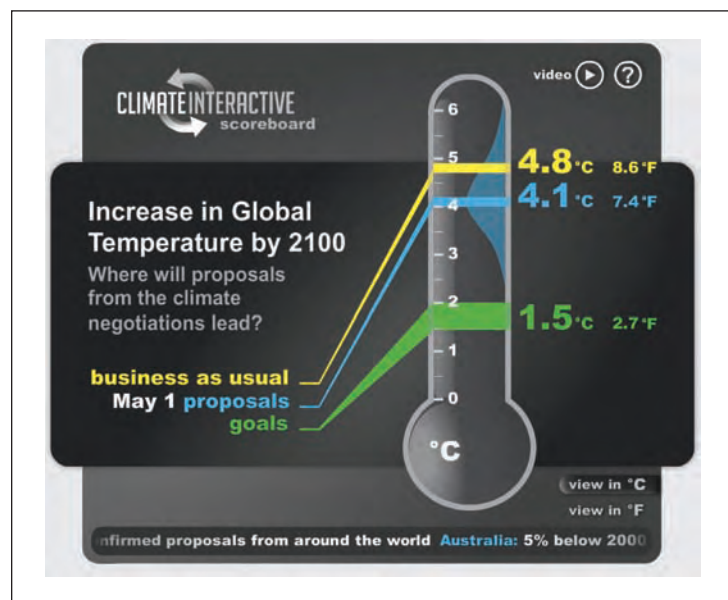 video ?
CLIMATEINTERACTIVE
scoreboard
6
5
4.8 °C 8.6 °F
4.1 °C 7.4 °F
4
Increase in Global
Temperature by 2100
Where will proposals
from the climate
negotiations lead?
3
2
1.5 °C 2.7 °F
1
business as usual
May 1 proposals
goals
0
°C
view in °C
view in °F
nfirmed proposals from around the world Australia: 5% below 2000